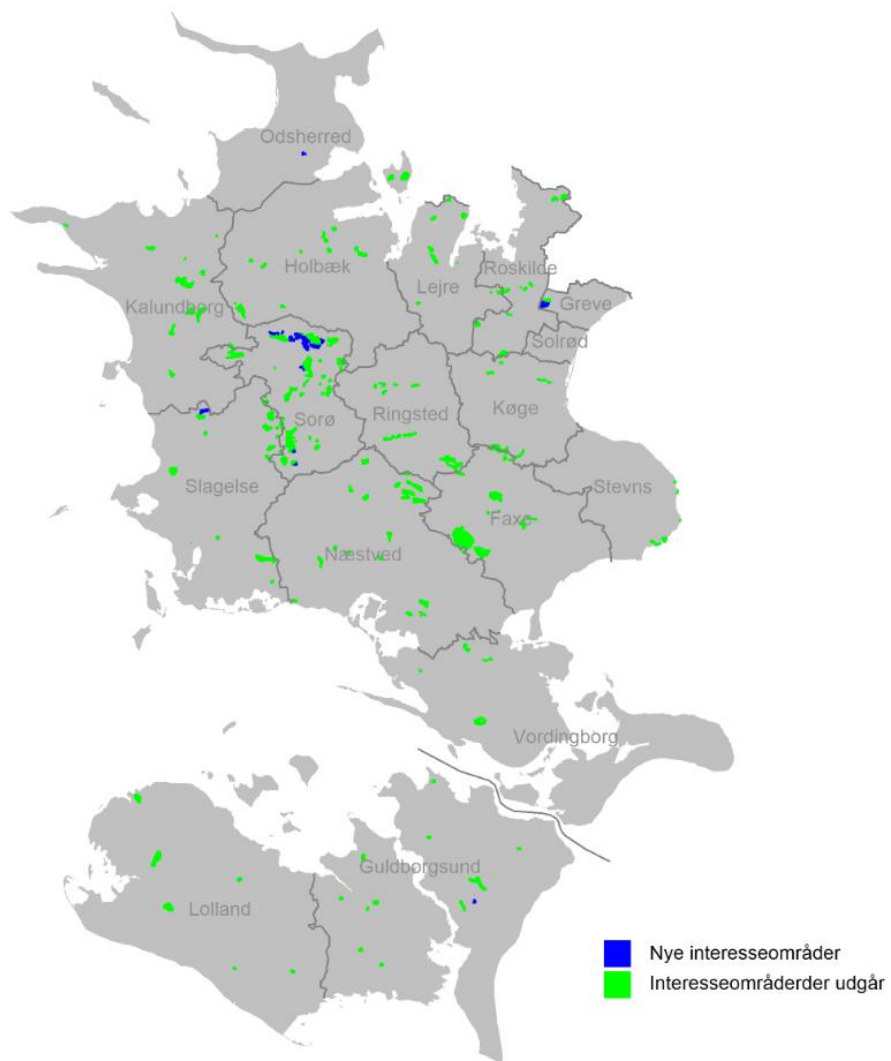 Odsherred
Holbæk
Roskilde
Lejre
Kalundborg
Greve
Solrød
Ringsted
Køge
Sorø
Slagelse
Stevns
Faxe
Næstved
Vordingborg
Guldborgsund
Lolland
Nye interesseområder
Interesseområderder udgår